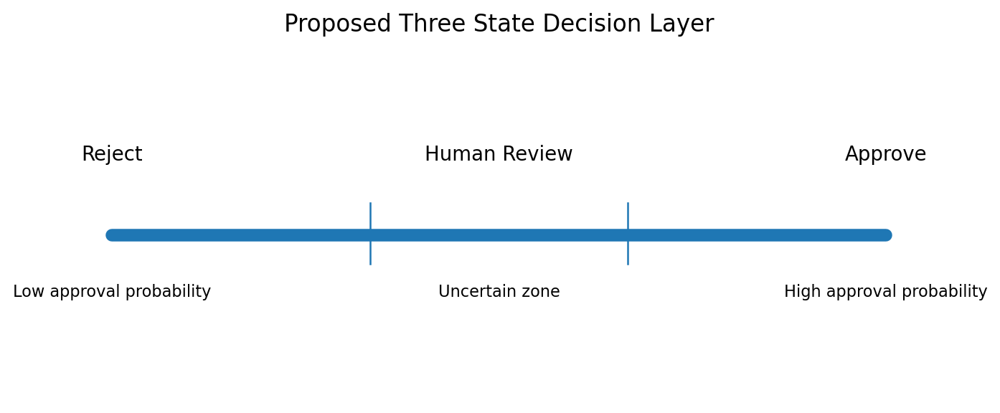 Proposed Three State Decision Layer
Reject
Human Review
Approve
Low approval probability
Uncertain zone
High approval probability